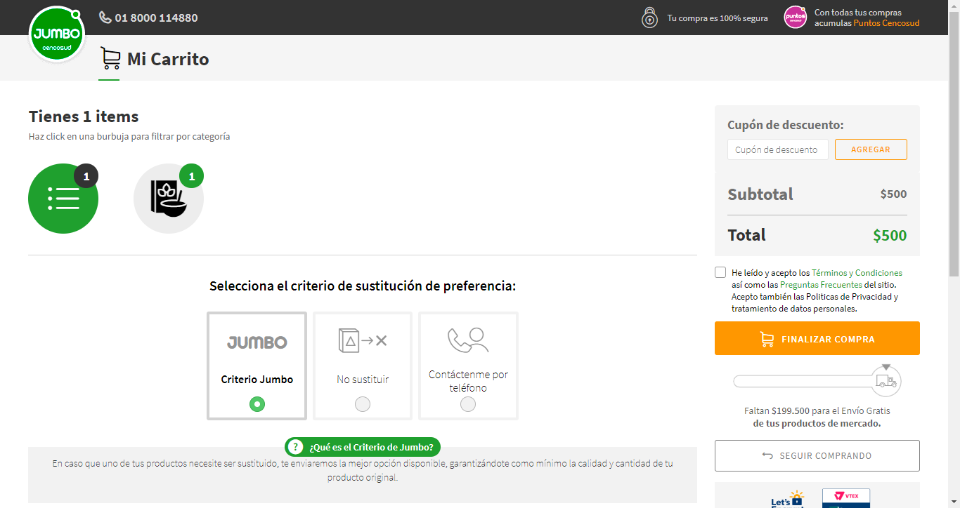 JUMBO
cencosud
01 8000 114880
Tu compra es 100% segura
puntos
Con todas tus compras
acumulas Puntos Cencosud
Mi Carrito
Tienes 1 items
Haz click en una burbuja para filtrar por categoría
1
1
Selecciona el criterio de sustitución de preferencia:
JUMBO
Criterio Jumbo
No sustituir
Contáctenme por
teléfono
? ¿Qué es el Criterio de Jumbo?
En caso que uno de tus productos necesite ser sustituido, te enviaremos la mejor opción disponible, garantizándote como mínimo la calidad y cantidad de tu
producto original.
Cupón de descuento:
Cupón de descuento
AGREGAR
Subtotal $500
Total $500
He leído y acepto los Términos y Condiciones
así como las Preguntas Frecuentes del sitio.
Acepto también las Políticas de Privacidad y
tratamiento de datos personales.
FINALIZAR COMPRA
Faltan $199.500 para el Envío Gratis
de tus productos de mercado.
SEGUIR COMPRANDO
Let's
VTEX